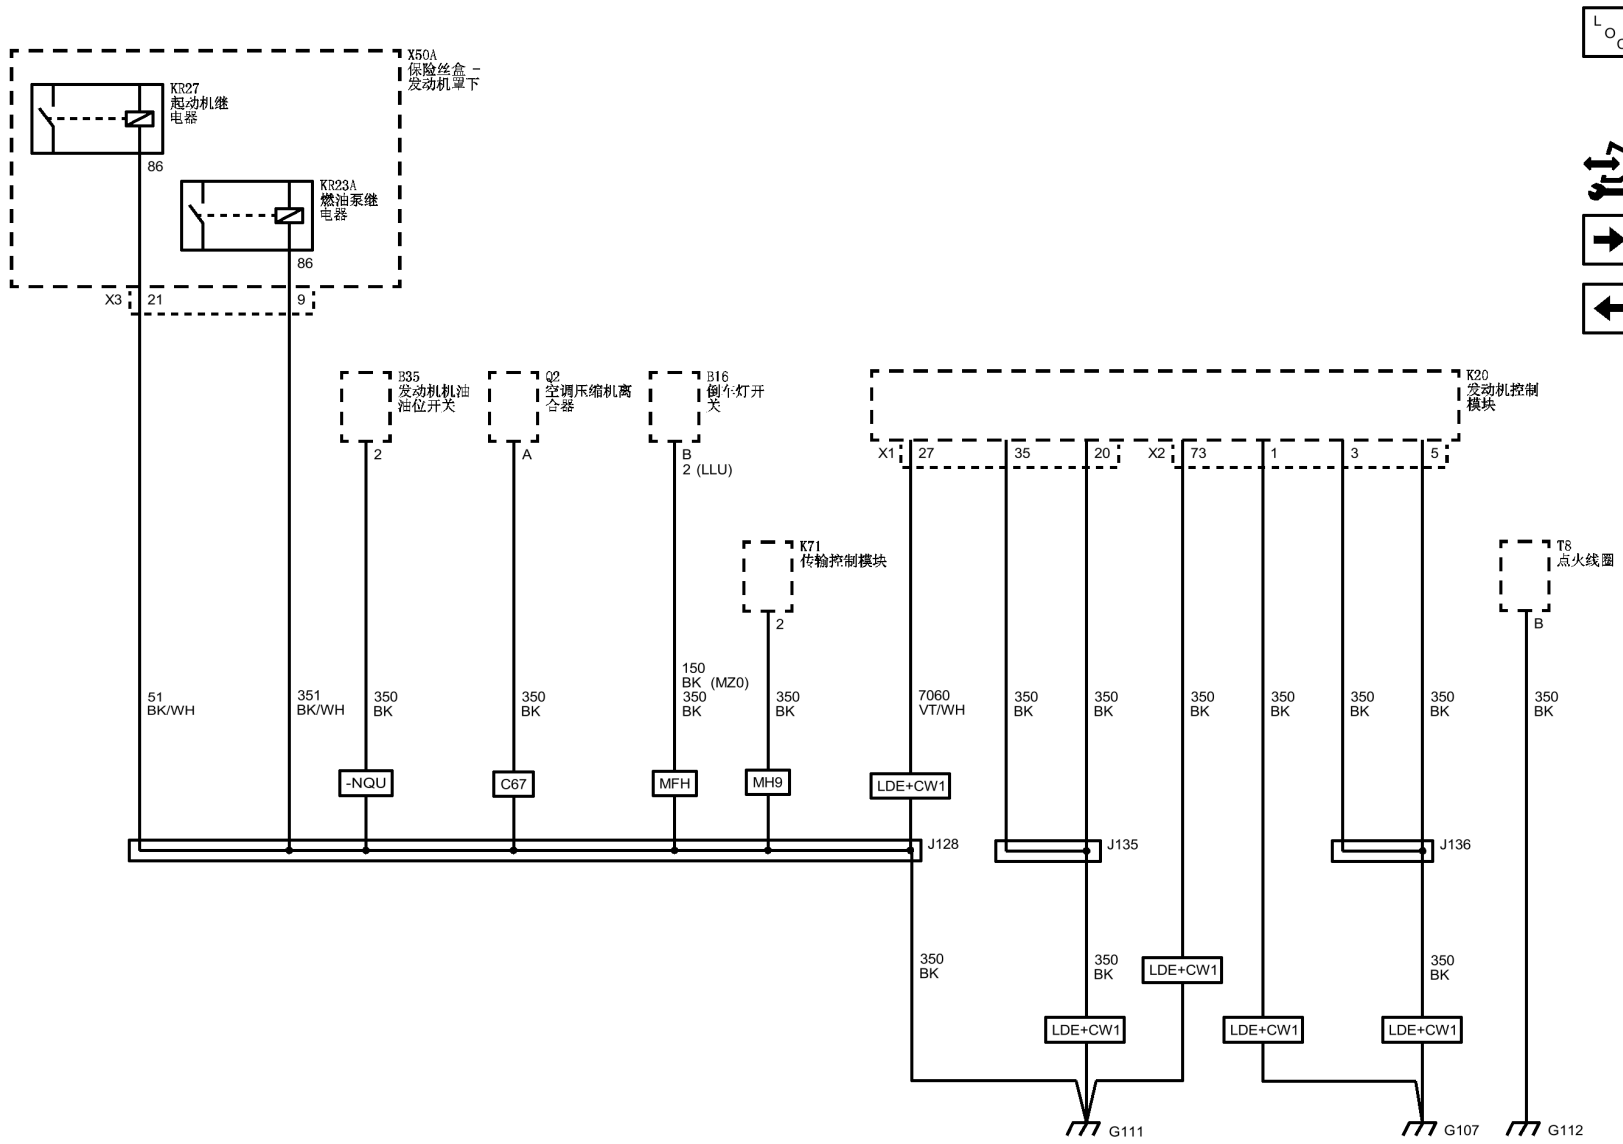 L
O
C
X50A
保险丝盒 -
发动机罩下
KR27
起动机继
电器
86
KR23A
燃油泵继
电器
86
X3
21
9
B35
发动机机油
油位开关
2
Q2
空调压缩机离
合器
A
B16
倒车灯开
关
B
2 (LLU)
K71
传输控制模块
2
K20
发动机控制
模块
X1
27
35
20
X2
73
1
3
5
T8
点火线圈
B
51
BK/WH
351
BK/WH
350
BK
350
BK
150
BK (MZ0)
350
BK
350
BK
7060
VT/WH
350
BK
350
BK
350
BK
350
BK
350
BK
350
BK
350
BK
-NQU
C67
MFH
MH9
LDE+CW1
J128
J135
J136
350
BK
350
BK
LDE+CW1
350
BK
LDE+CW1
LDE+CW1
LDE+CW1
G111
G107
G112